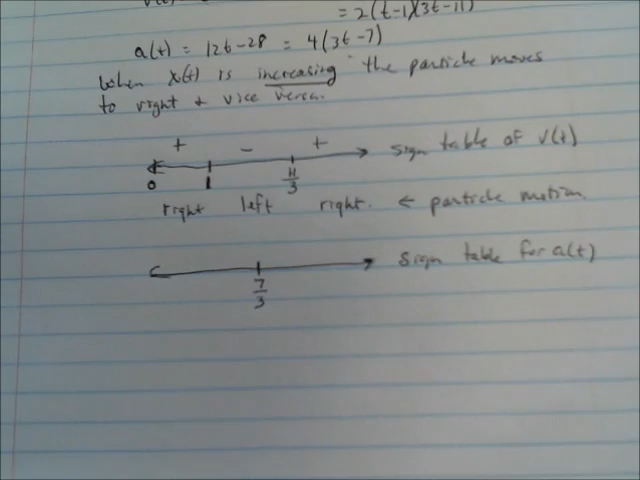 = 2(t-1)(3t-11)
a(t) = 12t-28 = 4(3t-7)
When x(t) is increasing the particle moves
to right & vice versa.
+ - + sign table of v(t)
0 1 11/3
right left right. ← particle motion
sign table for a(t)
7/3